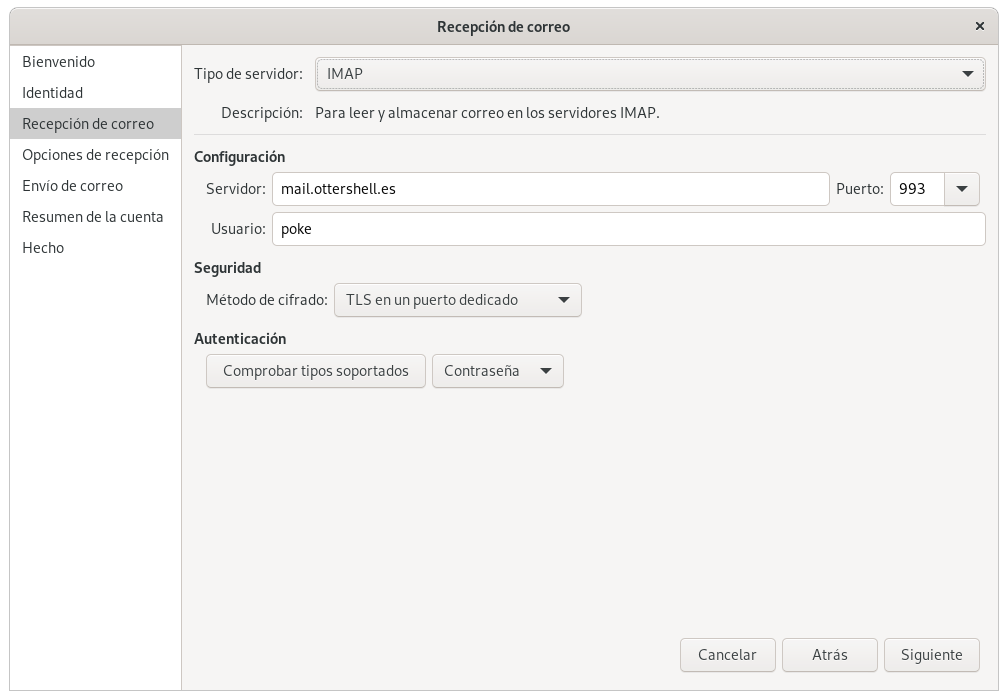 Recepción de correo
×
Bienvenido
Identidad
Recepción de correo
Opciones de recepción
Envío de correo
Resumen de la cuenta
Hecho
Tipo de servidor: IMAP
Descripción: Para leer y almacenar correo en los servidores IMAP.
Configuración
Servidor: mail.ottershell.es Puerto: 993
Usuario: poke
Seguridad
Método de cifrado: TLS en un puerto dedicado
Autenticación
Comprobar tipos soportados Contraseña
Cancelar Atrás Siguiente